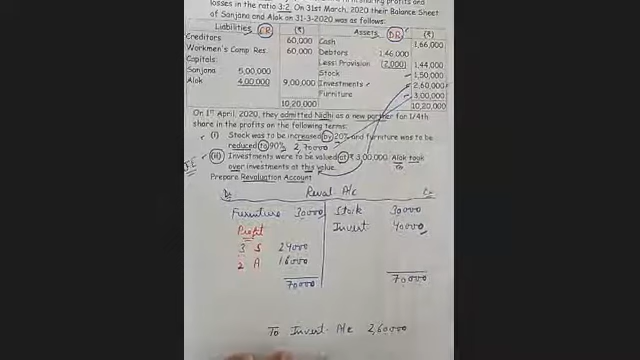 losses in the ratio 3:2. On 31st March, 2020 their Balance Sheet
of Sanjana and Alok on 31-3-2020 was as follows:
Liabilities CR (₹) Assets DR (₹)
Creditors 60,000 Cash 1,66,000
Workmen's Comp Res. 60,000 Debtors 1,46,000
Capitals: Less: Provision (2,000) 1,44,000
Sanjana 5,00,000 Stock 1,50,000
Alok 4,00,000 9,00,000 Investments 2,60,000
Furniture 3,00,000
10,20,000 10,20,000
On 1st April, 2020, they admitted Nidhi as a new partner for 1/4th
share in the profits on the following terms:
(i) Stock was to be increased by 20% and furniture was to be
reduced to 90%. 2,70000
(ii) Investments were to be valued at ₹ 3,00,000. Alok took
over investments at this value.
Prepare Revaluation Account
Reval A/c
Furniture 30000 Stock 30000
Profit Invest 40000
3 S 24000
2 A 16000
70000 70000
To Invest. A/c 2,60000